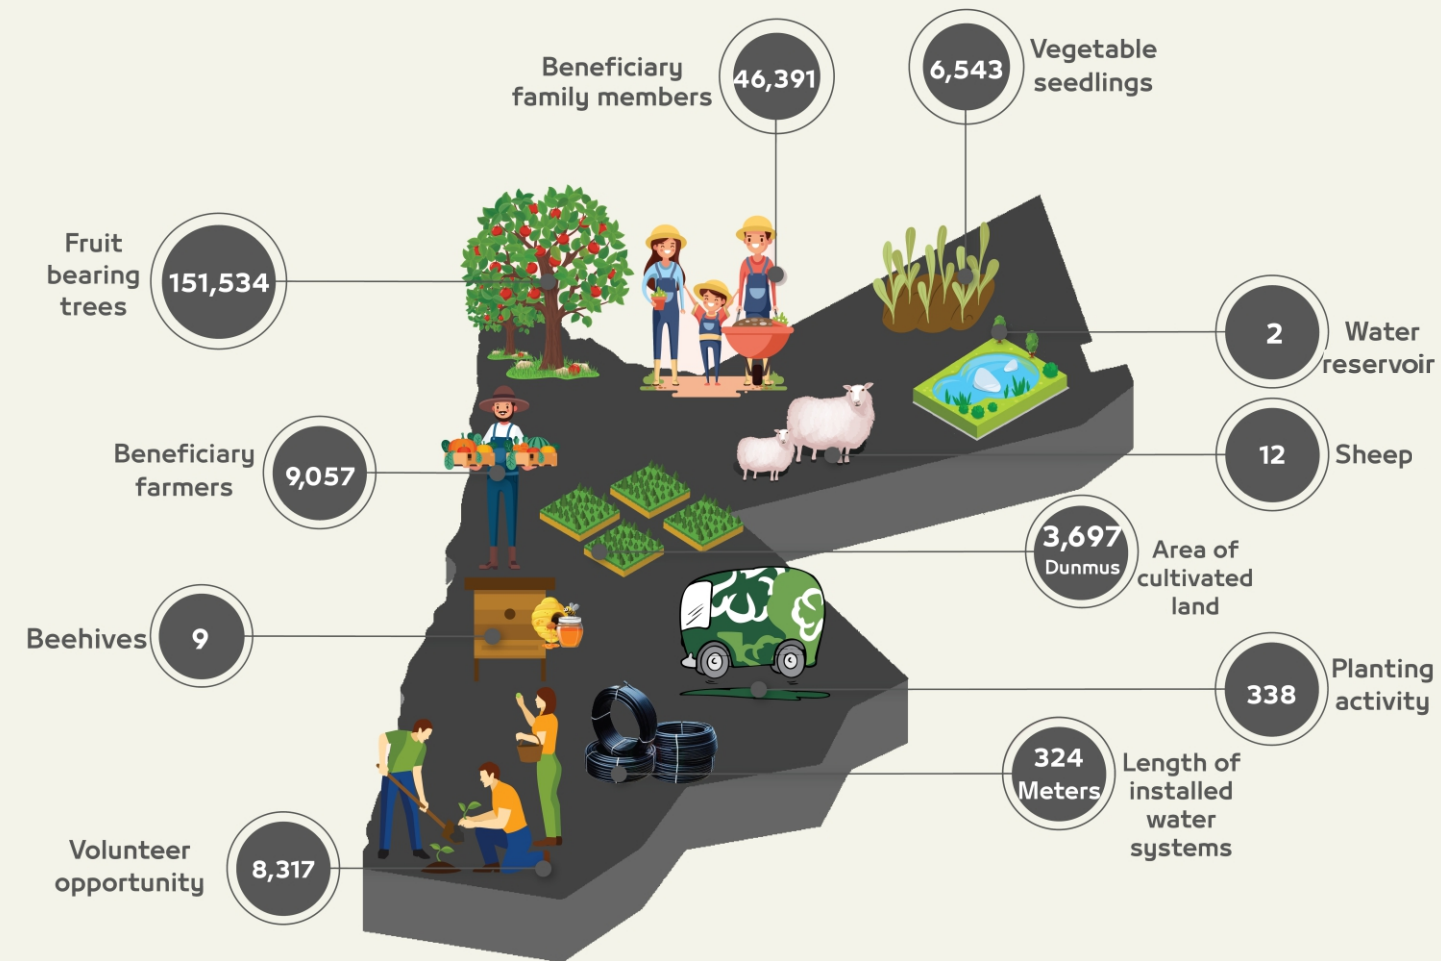 Beneficiary
family members
46,391
6,543
Vegetable
seedlings
Fruit
bearing
trees
151,534
2
Water
reservoir
Beneficiary
farmers
9,057
12
Sheep
3,697
Dunmus
Area of
cultivated
land
Beehives
9
338
Planting
activity
324
Meters
Length of
installed
water
systems
Volunteer
opportunity
8,317